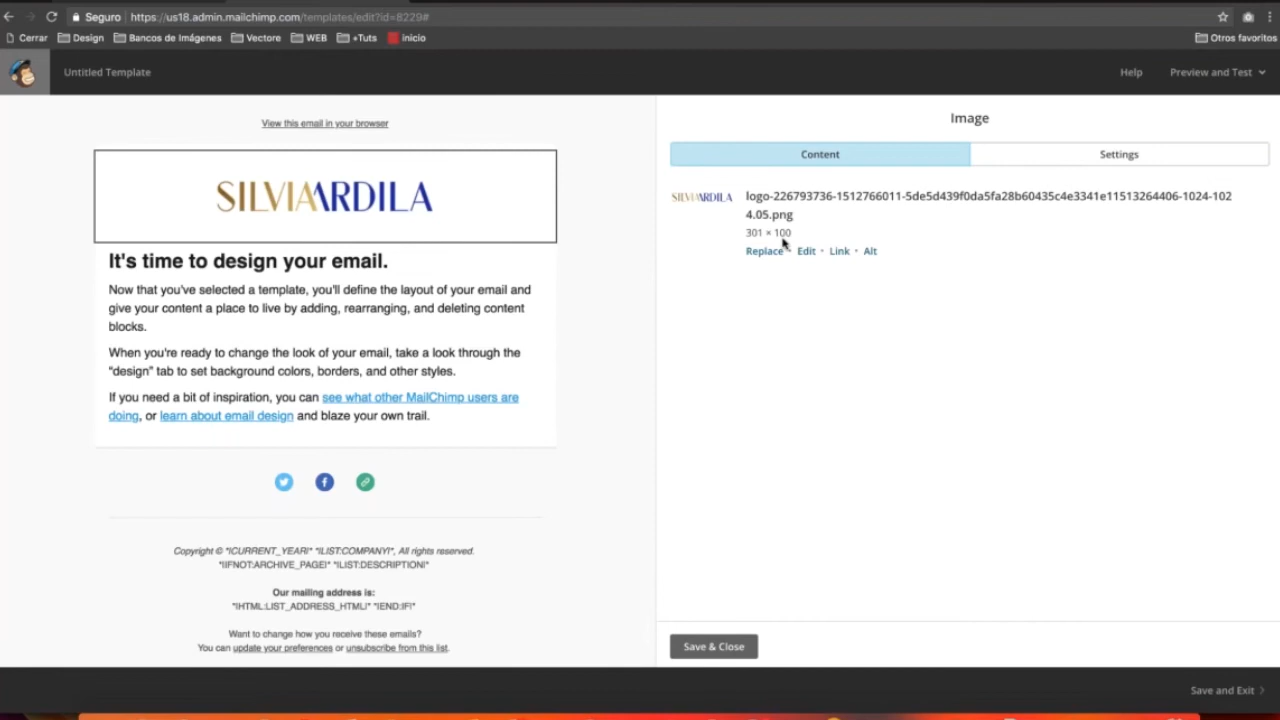 Seguro https://us18.admin.mailchimp.com/templates/edit?id=8229#
Cerrar Design Bancos de Imágenes Vectore WEB +Tuts inicio Otros favoritos
Untitled Template Help Preview and Test
View this email in your browser
SILVIA ARDILA
It's time to design your email.
Now that you've selected a template, you'll define the layout of your email and
give your content a place to live by adding, rearranging, and deleting content
blocks.
When you're ready to change the look of your email, take a look through the
"design" tab to set background colors, borders, and other styles.
If you need a bit of inspiration, you can see what other MailChimp users are
doing, or learn about email design and blaze your own trail.
Copyright © *|CURRENT_YEAR|* *|LIST:COMPANY|*, All rights reserved.
*|IFNOT:ARCHIVE_PAGE|* *|LIST:DESCRIPTION|*
Our mailing address is:
*|HTML:LIST_ADDRESS_HTML|* *|END:IF|*
Want to change how you receive these emails?
You can update your preferences or unsubscribe from this list.
Image
Content Settings
SILVIA ARDILA
logo-226793736-1512766011-5de5d439f0da5fa28b60435c4e3341e11513264406-1024-102
4.05.png
301 × 100
Replace · Edit · Link · Alt
Save & Close
Save and Exit